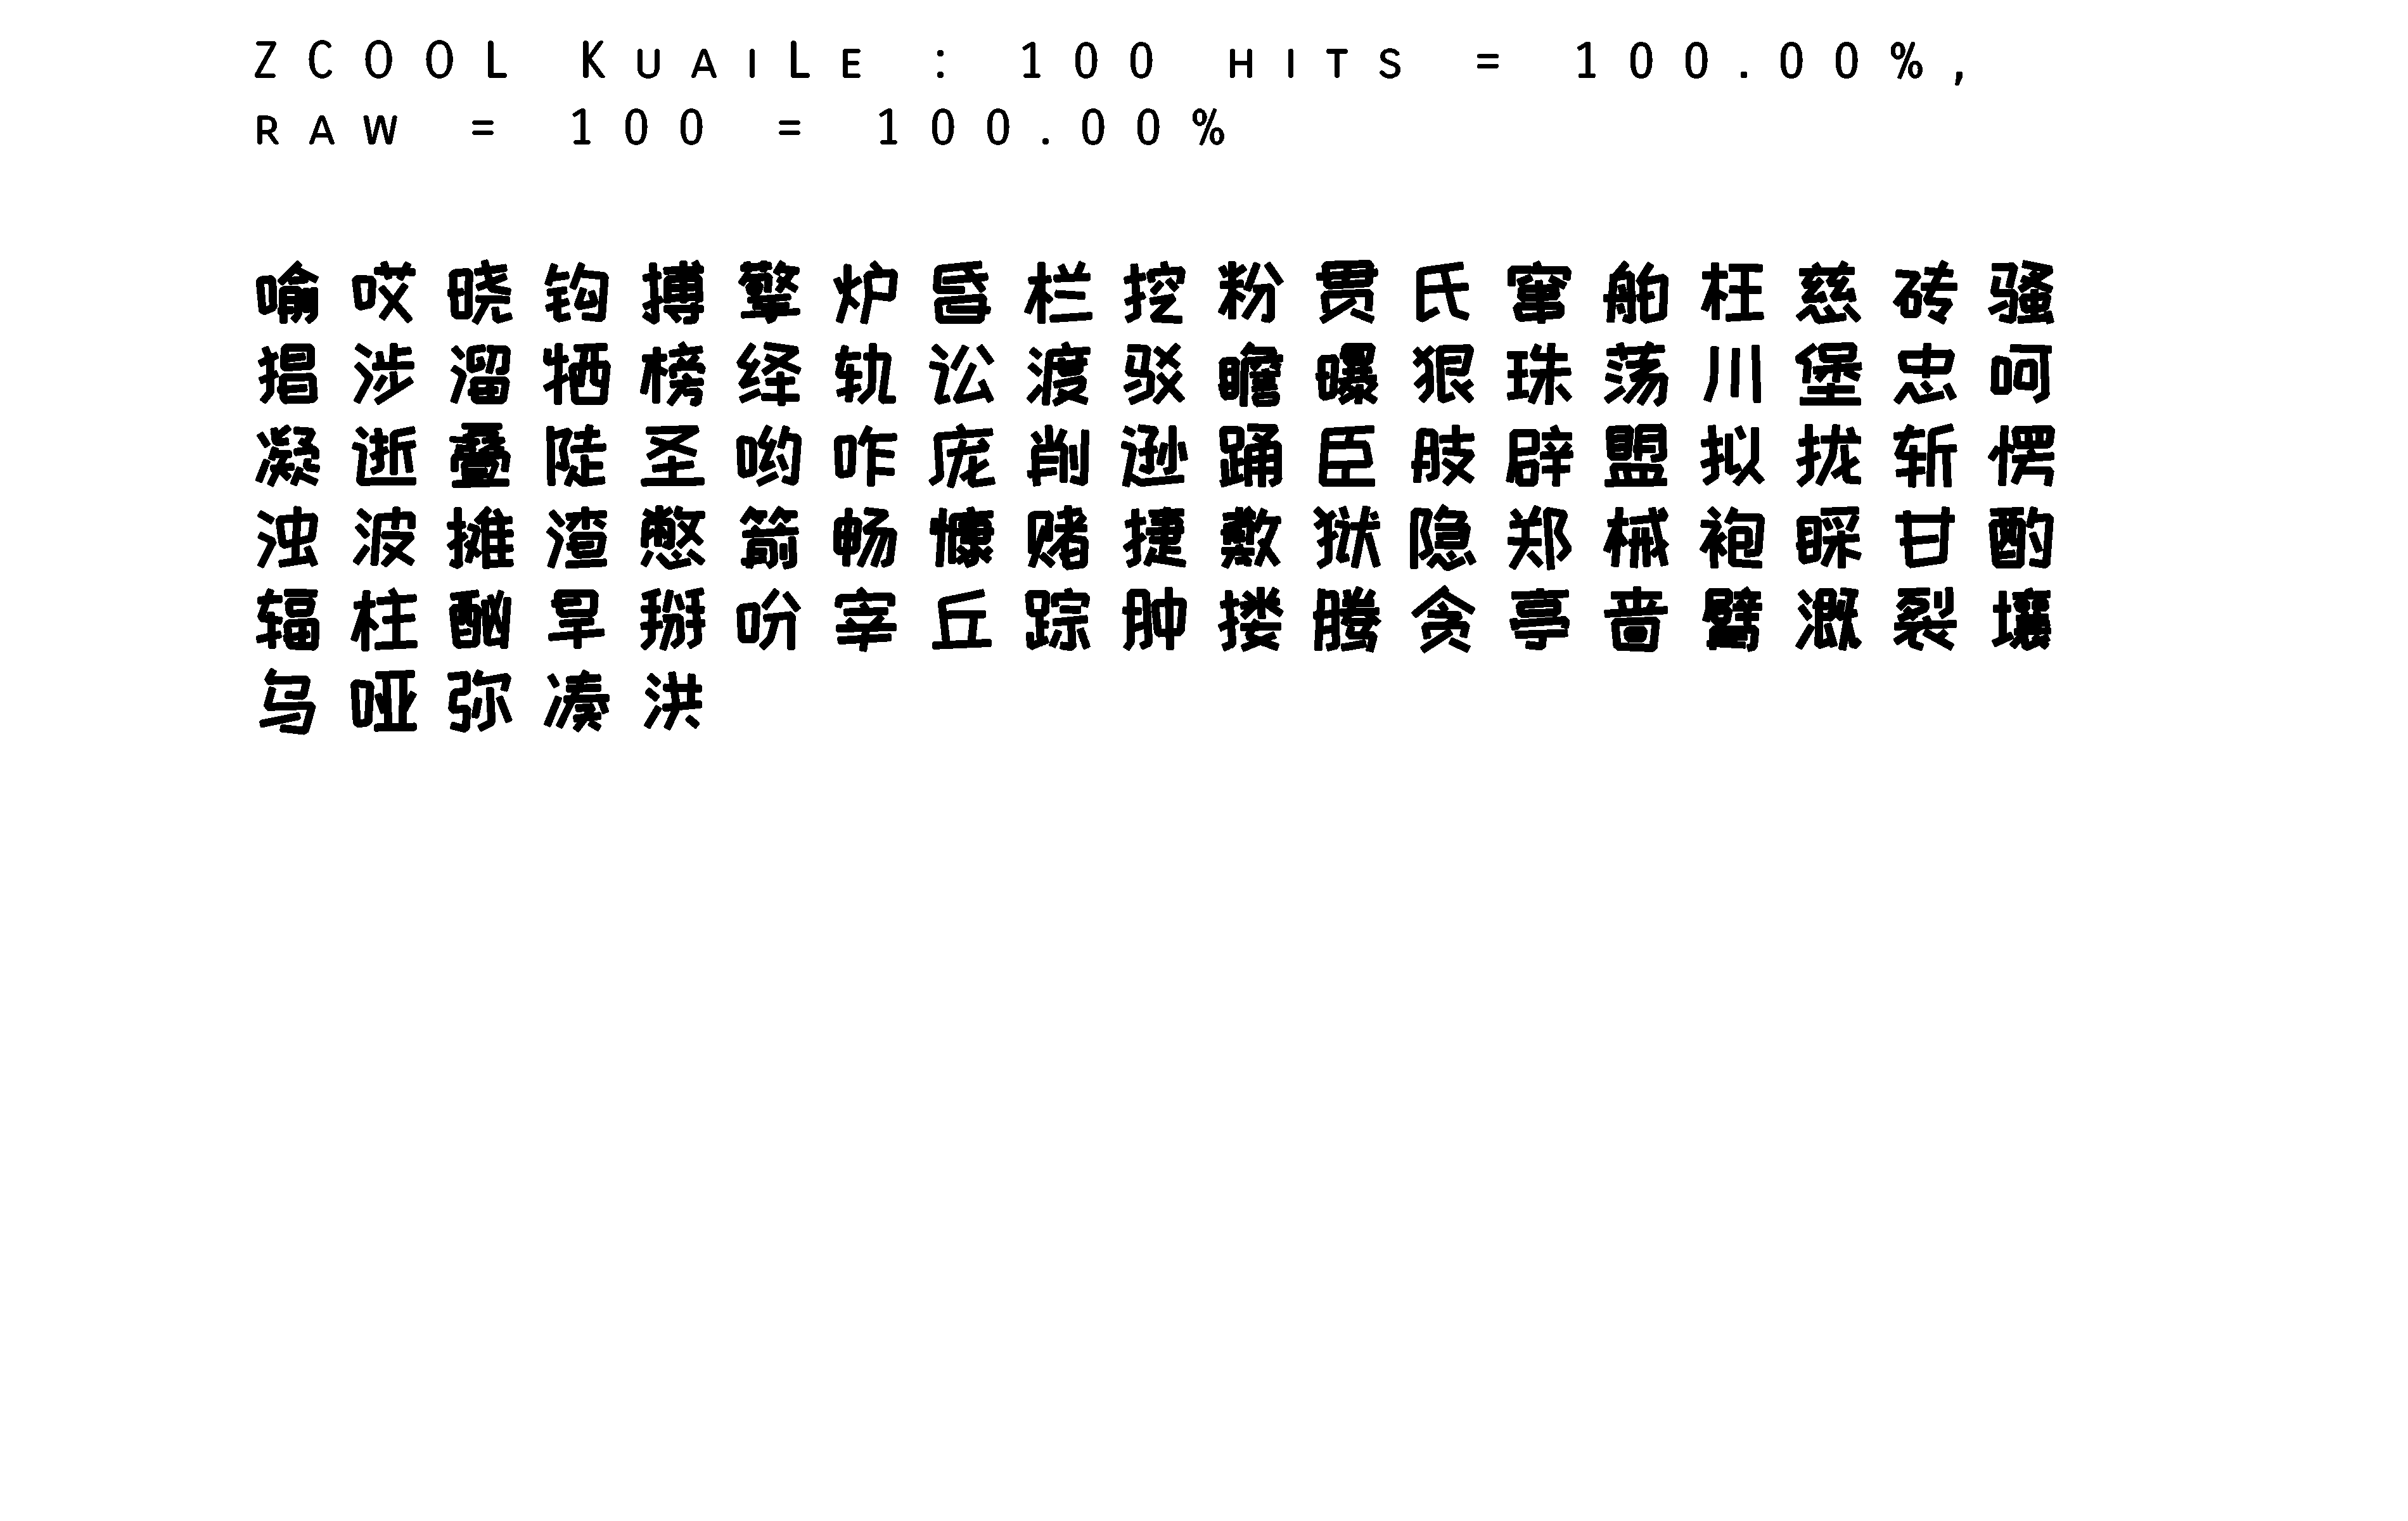 ZCOOL KuaiLe : 100 hits = 100.00%,
raw = 100 = 100.00%
喻哎晓钩搏擎炉昏栏挖粉贯氏窜舶枉慈砖骚
猖涉溜牺榜绎轨讼渡驳瞻曝狠珠荡川堡忠呵
凝逝叠陡圣哟咋庞削逊踊臣肢辟盟拟拢斩愣
浊波摊渣憋箭畅慷赌捷敷狱隐郑械袍睬甘酌
辐柱酗旱掰吩宰丘踪肿搂腾贪亭啬臂溉裂壤
乌哑弥凑洪